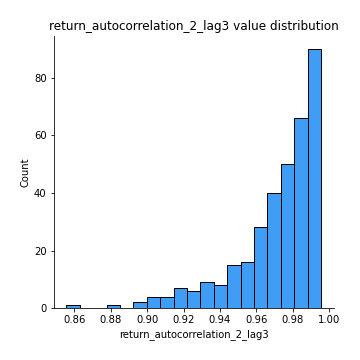 return_autocorrelation_2_lag3 value distribution
80
60
40
20
0
Count
0.86 0.88 0.90 0.92 0.94 0.96 0.98 1.00
return_autocorrelation_2_lag3